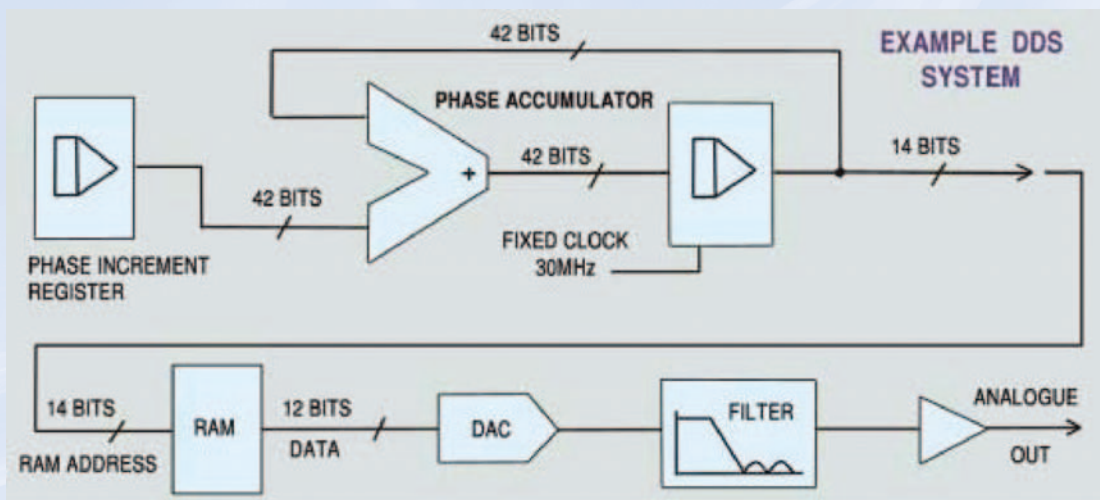 42 BITS
EXAMPLE DDS
SYSTEM
PHASE ACCUMULATOR
+
42 BITS
14 BITS
42 BITS
FIXED CLOCK
30MHz
PHASE INCREMENT
REGISTER
14 BITS
RAM ADDRESS
RAM
12 BITS
DATA
DAC
FILTER
ANALOGUE
OUT